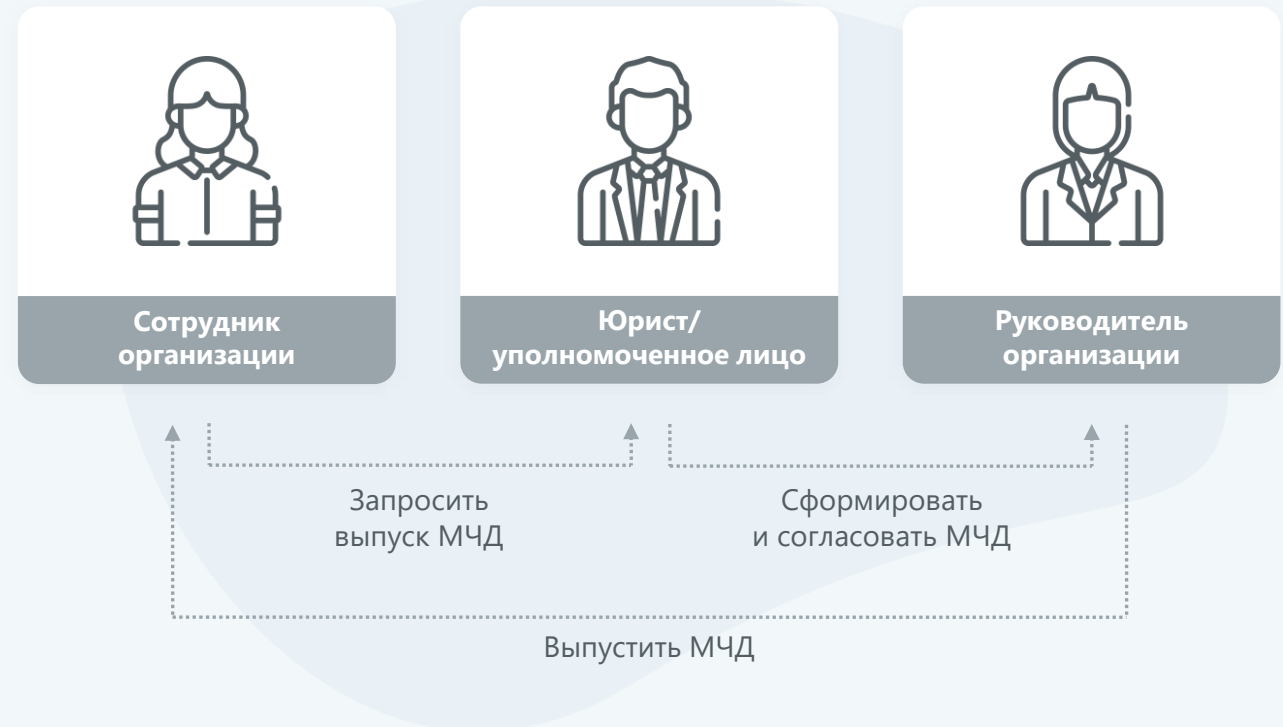 Сотрудник
организации
Юрист/
уполномоченное лицо
Руководитель
организации
Запросить
выпуск МЧД
Сформировать
и согласовать МЧД
Выпустить МЧД